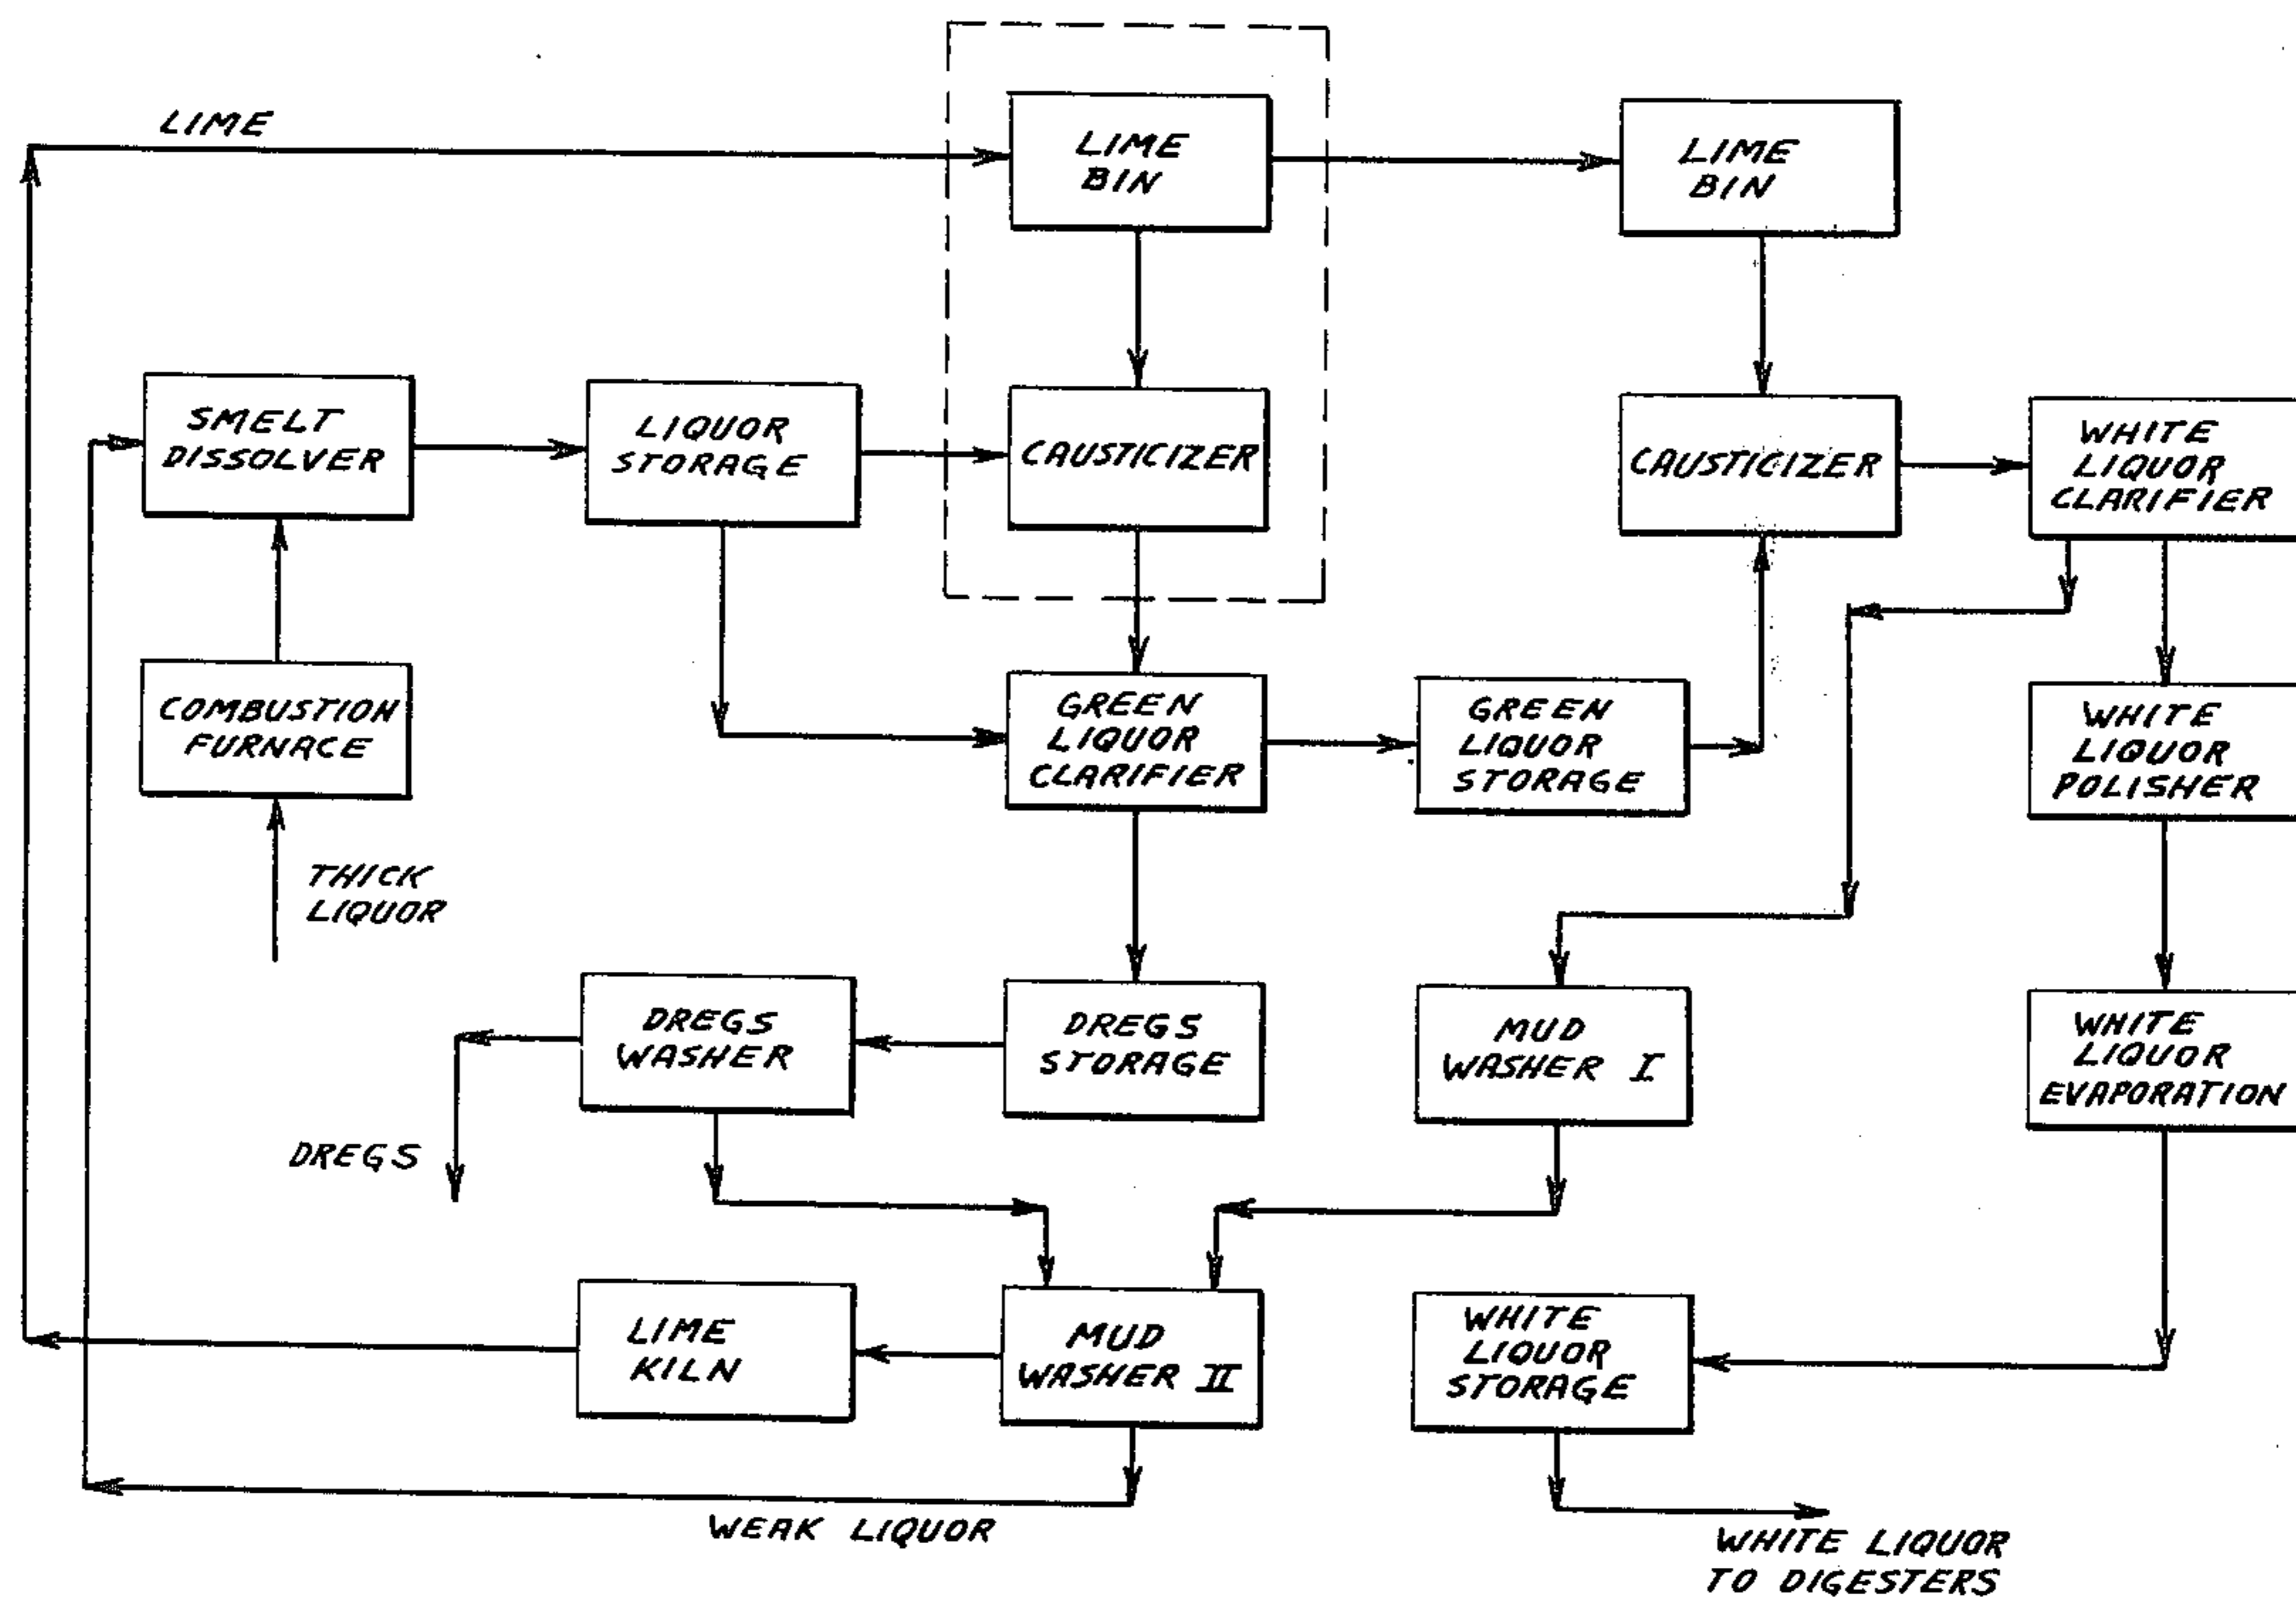 LIME
LIME
BIN
LIME
BIN
SMELT
DISSOLVER
LIQUOR
STORAGE
CAUSTICIZER
CAUSTICIZER
WHITE
LIQUOR
CLARIFIER
COMBUSTION
FURNACE
GREEN
LIQUOR
CLARIFIER
GREEN
LIQUOR
STORAGE
WHITE
LIQUOR
POLISHER
THICK
LIQUOR
DREGS
WASHER
DREGS
STORAGE
MUD
WASHER I
WHITE
LIQUOR
EVAPORATION
DREGS
LIME
KILN
MUD
WASHER II
WHITE
LIQUOR
STORAGE
WEAK LIQUOR
WHITE LIQUOR
TO DIGESTERS